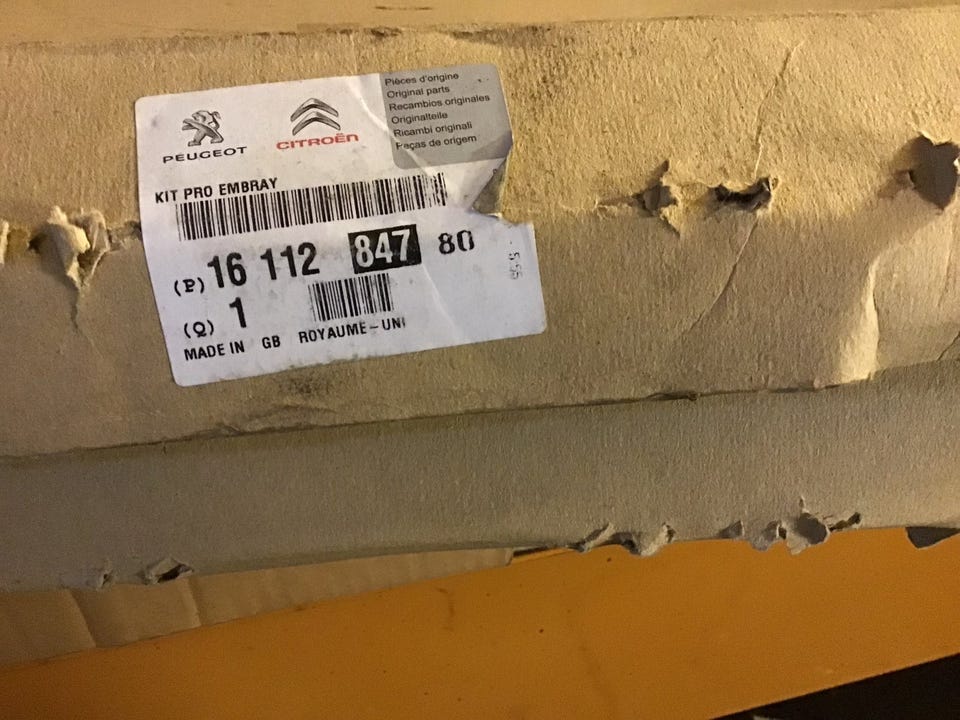 PEUGEOT
CITROËN
Pièces d'origine
Original parts
Recambios originales
Originalteile
Ricambi originali
Peças de origem
KIT PRO EMBRAY
(P) 16 112 847 80
(Q) 1
MADE IN GB ROYAUME-UNI